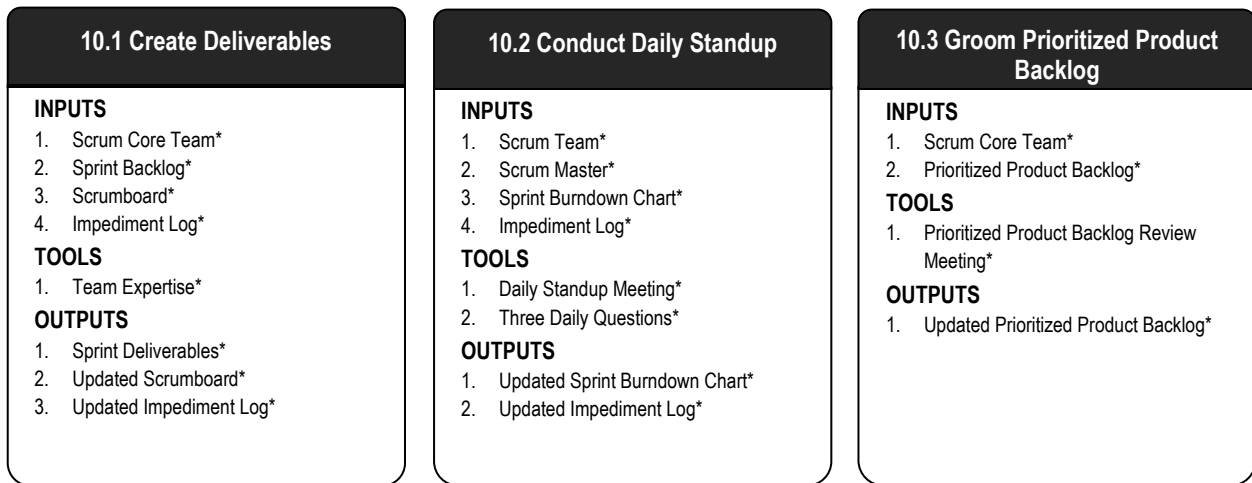 10.1 Create Deliverables
INPUTS
1. Scrum Core Team*
2. Sprint Backlog*
3. Scrumboard*
4. Impediment Log*
TOOLS
1. Team Expertise*
OUTPUTS
1. Sprint Deliverables*
2. Updated Scrumboard*
3. Updated Impediment Log*
10.2 Conduct Daily Standup
INPUTS
1. Scrum Team*
2. Scrum Master*
3. Sprint Burndown Chart*
4. Impediment Log*
TOOLS
1. Daily Standup Meeting*
2. Three Daily Questions*
OUTPUTS
1. Updated Sprint Burndown Chart*
2. Updated Impediment Log*
10.3 Groom Prioritized Product
Backlog
INPUTS
1. Scrum Core Team*
2. Prioritized Product Backlog*
TOOLS
1. Prioritized Product Backlog Review
Meeting*
OUTPUTS
1. Updated Prioritized Product Backlog*